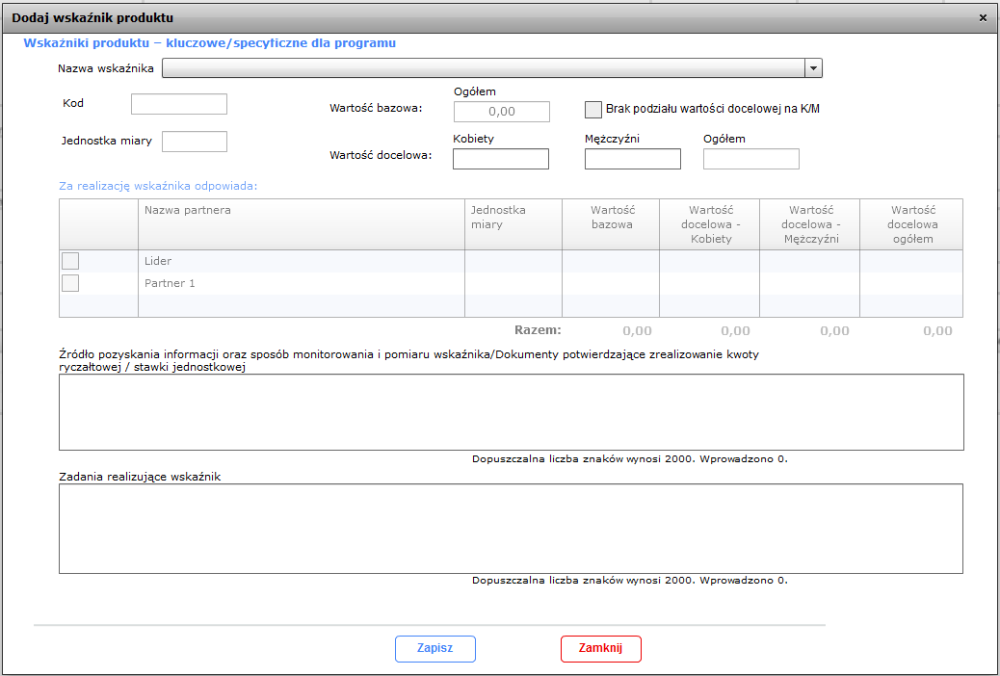 Dodaj wskaźnik produktu
Wskaźniki produktu – kluczowe/specyficzne dla programu
Nazwa wskaźnika
Kod
Jednostka miary
Wartość bazowa:
Ogółem
0,00
Brak podziału wartości docelowej na K/M
Wartość docelowa:
Kobiety
Mężczyźni
Ogółem
Za realizację wskaźnika odpowiada:
Nazwa partnera
Jednostka
miary
Wartość
bazowa
Wartość
docelowa -
Kobiety
Wartość
docelowa -
Mężczyźni
Wartość
docelowa
ogółem
Lider
Partner 1
Razem: 0,00 0,00 0,00 0,00
Źródło pozyskania informacji oraz sposób monitorowania i pomiaru wskaźnika/Dokumenty potwierdzające zrealizowanie kwoty
ryczałtowej / stawki jednostkowej
Dopuszczalna liczba znaków wynosi 2000. Wprowadzono 0.
Zadania realizujące wskaźnik
Dopuszczalna liczba znaków wynosi 2000. Wprowadzono 0.
Zapisz
Zamknij